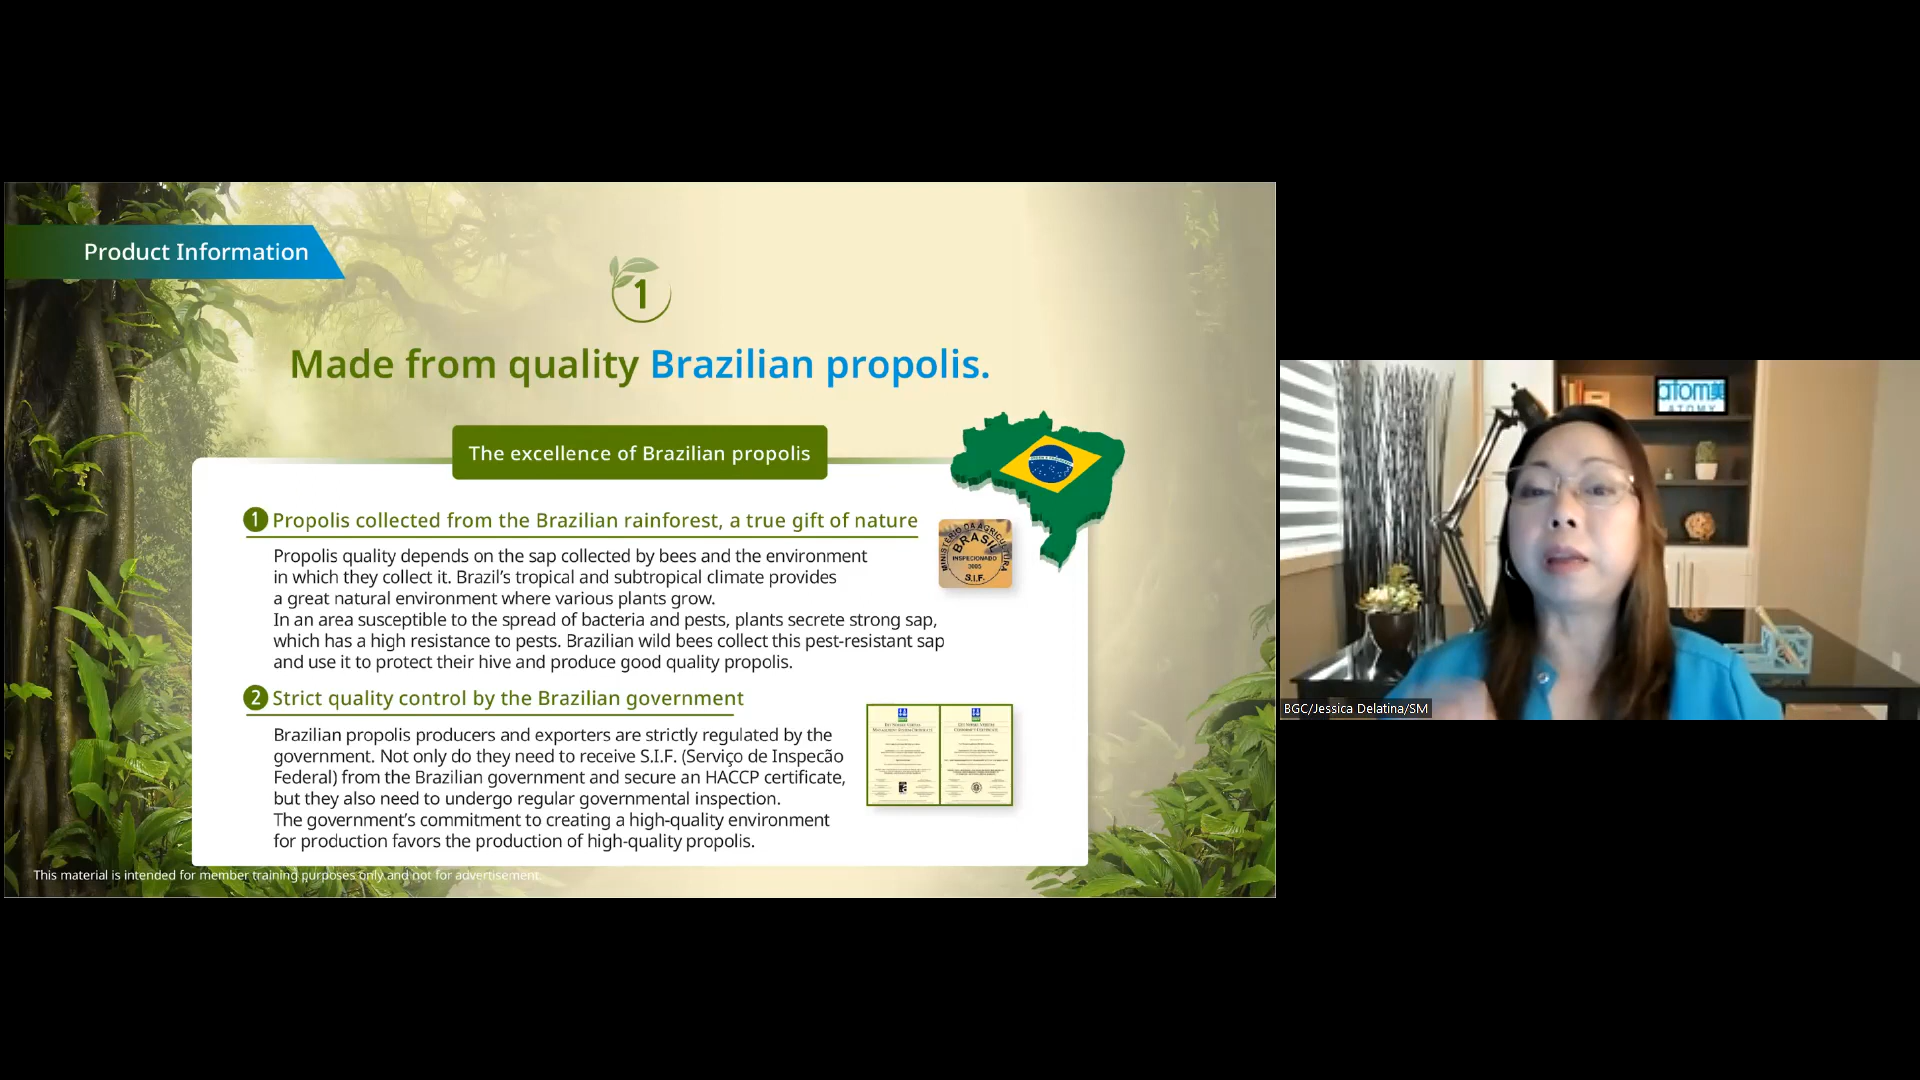 Product Information
1
Made from quality Brazilian propolis.
The excellence of Brazilian propolis
1 Propolis collected from the Brazilian rainforest, a true gift of nature
Propolis quality depends on the sap collected by bees and the environment
in which they collect it. Brazil's tropical and subtropical climate provides
a great natural environment where various plants grow.
In an area susceptible to the spread of bacteria and pests, plants secrete strong sap,
which has a high resistance to pests. Brazilian wild bees collect this pest-resistant sap
and use it to protect their hive and produce good quality propolis.
MINISTÉRIO DA AGRICULTURA
BRASIL
INSPECIONADO
3005
S.I.F.
2 Strict quality control by the Brazilian government
Brazilian propolis producers and exporters are strictly regulated by the
government. Not only do they need to receive S.I.F. (Serviço de Inspecão
Federal) from the Brazilian government and secure an HACCP certificate,
but they also need to undergo regular governmental inspection.
The government's commitment to creating a high-quality environment
for production favors the production of high-quality propolis.
This material is intended for member training purposes only and not for advertisement.
atom美
ATOMY
BGC/Jessica Delatina/SM